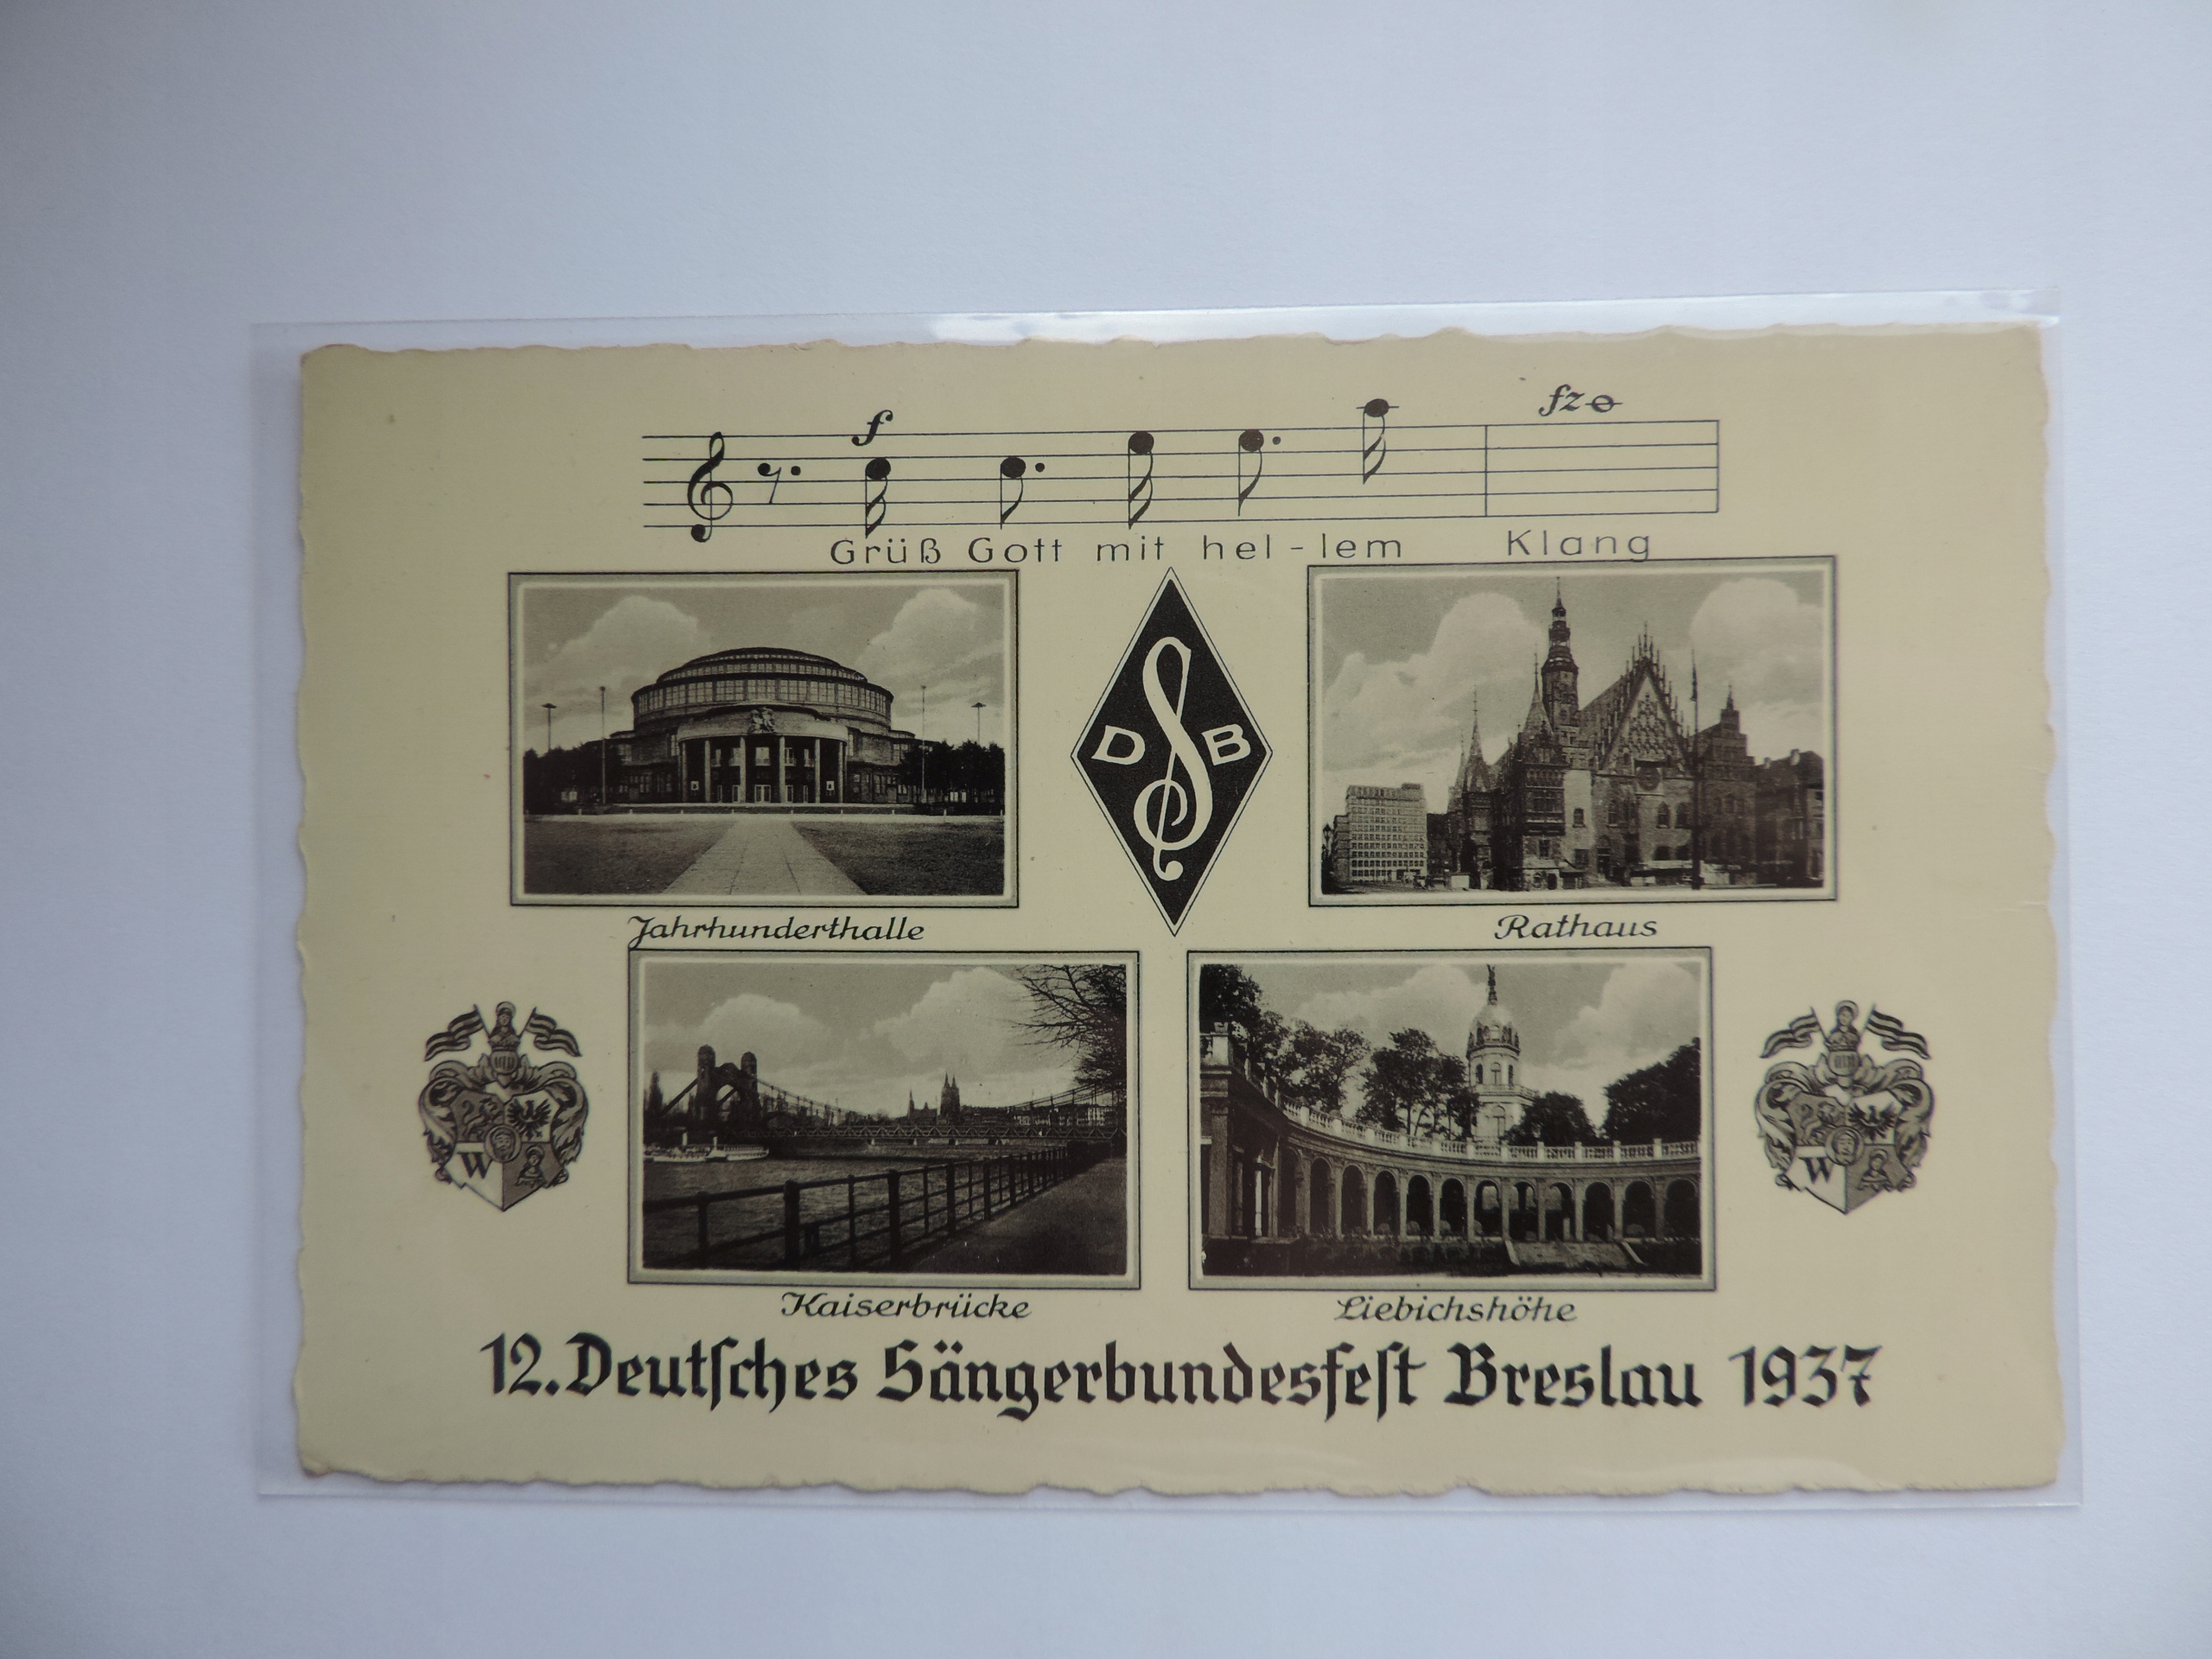 f fz
Grüß Gott mit hel-lem Klang
D S B
Jahrhunderthalle
Rathaus
W
W
Kaiserbrücke
Liebichshöhe
12. Deutſches Sängerbundesfeſt Breslau 1937